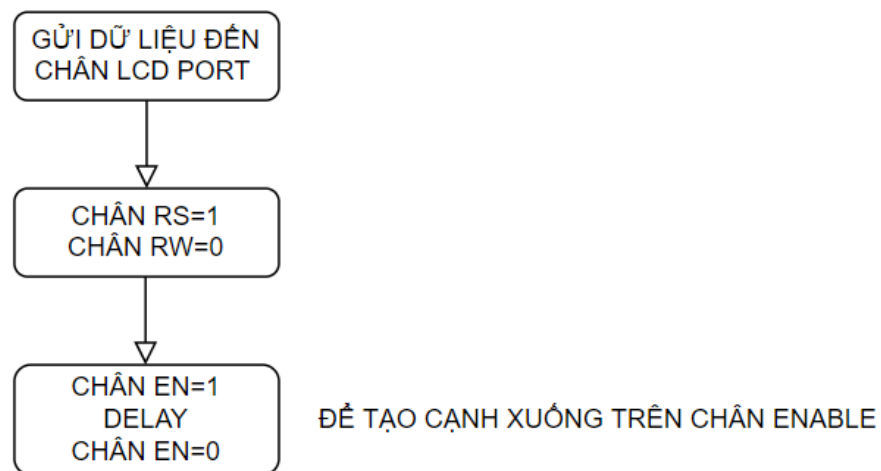 GỬI DỮ LIỆU ĐẾN
CHÂN LCD PORT
CHÂN RS=1
CHÂN RW=0
CHÂN EN=1
DELAY
CHÂN EN=0
ĐỂ TẠO CẠNH XUỐNG TRÊN CHÂN ENABLE